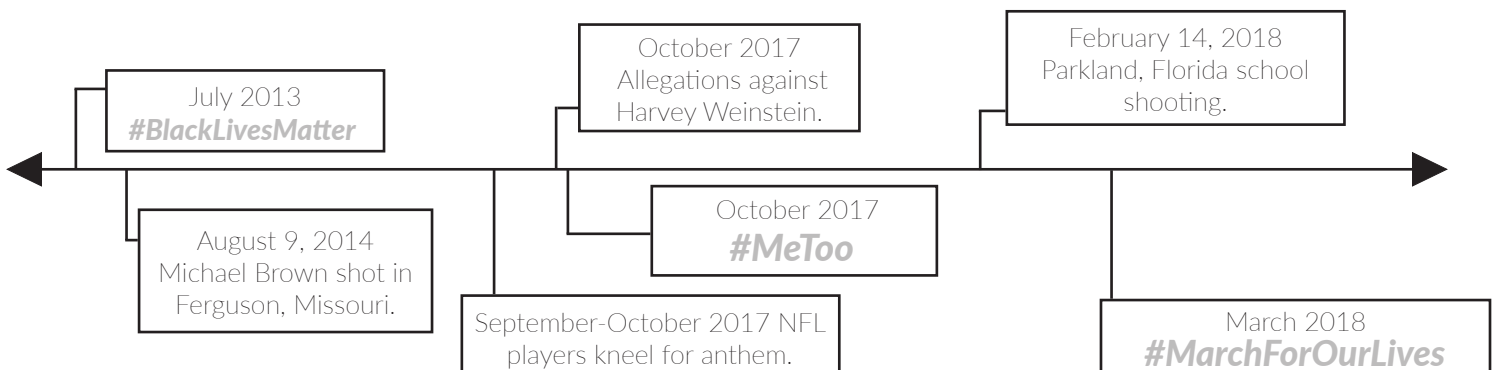 July 2013
#BlackLivesMatter
August 9, 2014
Michael Brown shot in
Ferguson, Missouri.
September-October 2017 NFL
players kneel for anthem.
October 2017
Allegations against
Harvey Weinstein.
October 2017
#MeToo
February 14, 2018
Parkland, Florida school
shooting.
March 2018
#MarchForOurLives